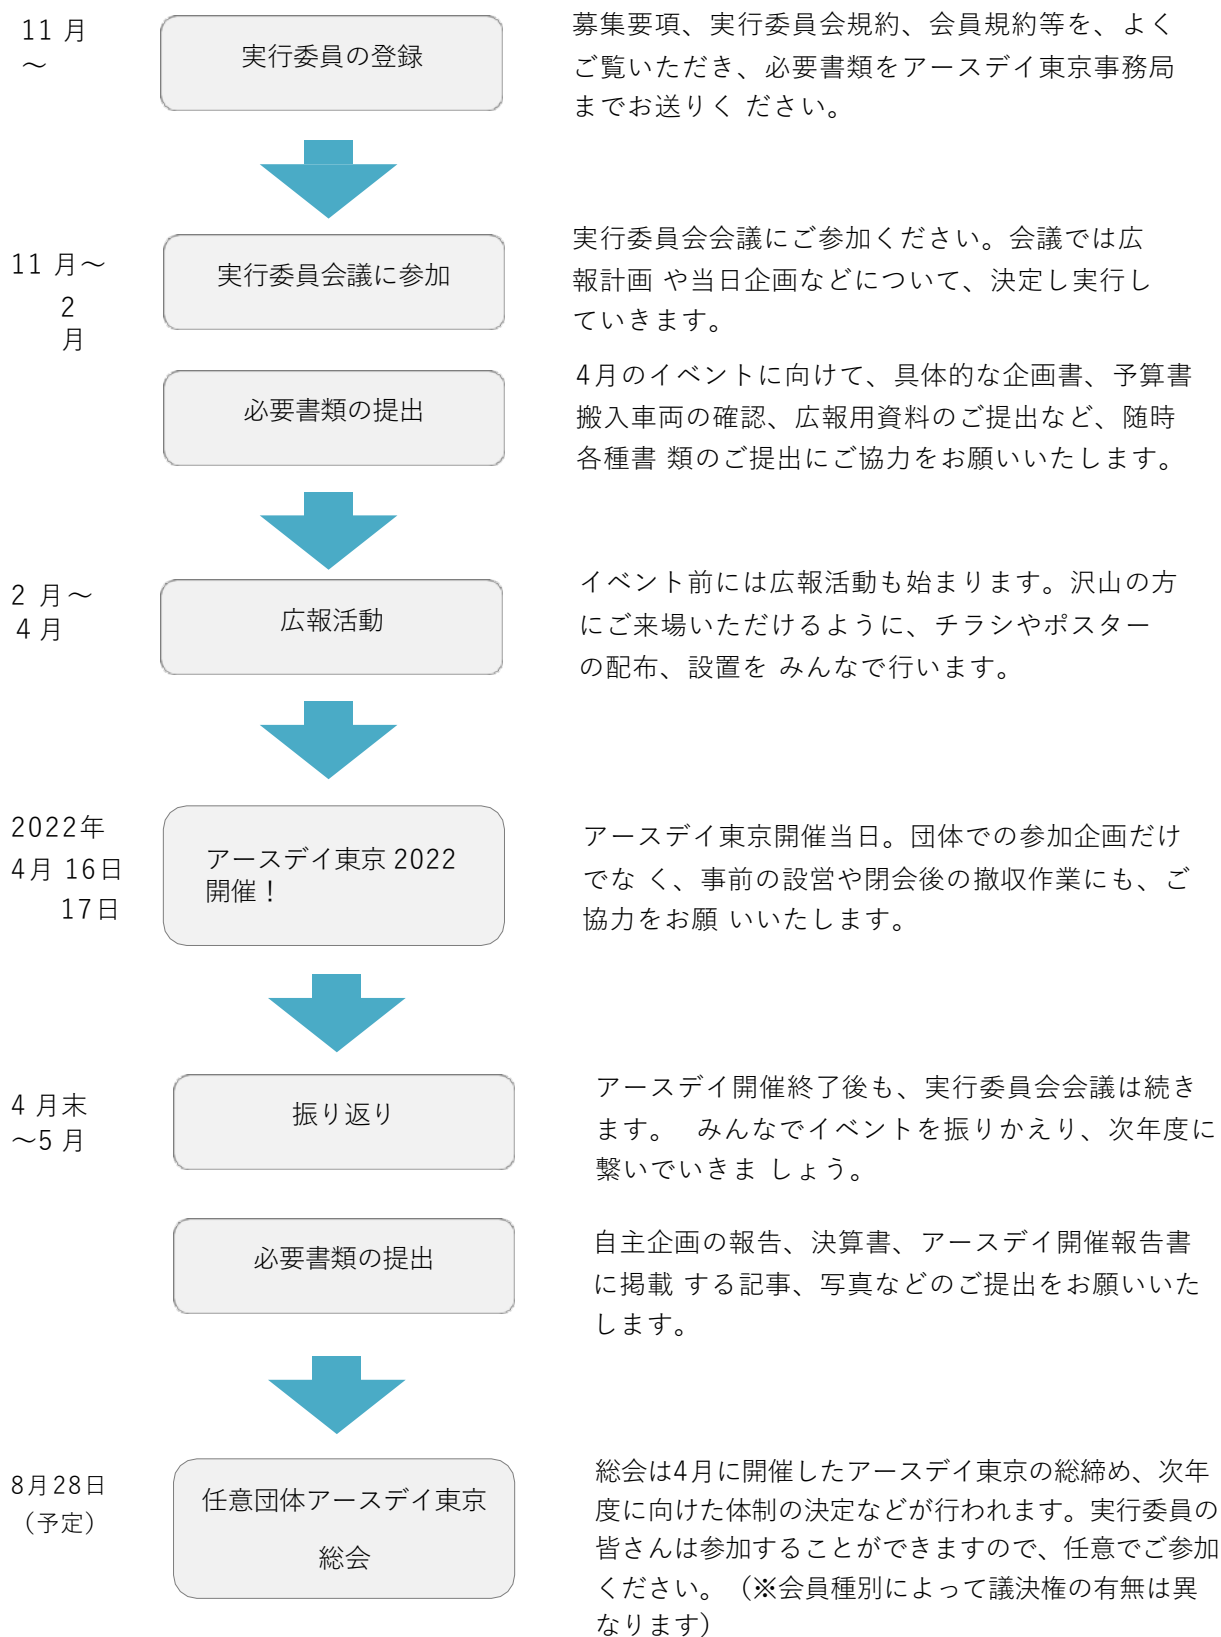 11 月
～
実行委員の登録
募集要項、実行委員会規約、会員規約等を、よく
ご覧いただき、必要書類をアースデイ東京事務局
までお送りく ださい。
11 月～
2
月
実行委員会議に参加
実行委員会会議にご参加ください。会議では広
報計画 や当日企画などについて、決定し実行し
ていきます。
必要書類の提出
4月のイベントに向けて、具体的な企画書、予算書
搬入車両の確認、広報用資料のご提出など、随時
各種書 類のご提出にご協力をお願いいたします。
2 月～
4 月
広報活動
イベント前には広報活動も始まります。沢山の方
にご来場いただけるように、チラシやポスター
の配布、設置を みんなで行います。
2022年
4月 16日
17日
アースデイ東京 2022
開催！
アースデイ東京開催当日。団体での参加企画だけ
でな く、事前の設営や閉会後の撤収作業にも、ご
協力をお願 いいたします。
4 月末
～5 月
振り返り
アースデイ開催終了後も、実行委員会会議は続き
ます。 みんなでイベントを振りかえり、次年度に
繋いでいきま しょう。
必要書類の提出
自主企画の報告、決算書、アースデイ開催報告書
に掲載 する記事、写真などのご提出をお願いいた
します。
8月28日
（予定）
任意団体アースデイ東京
総会
総会は4月に開催したアースデイ東京の総締め、次年
度に向けた体制の決定などが行われます。実行委員の
皆さんは参加することができますので、任意でご参加
ください。（※会員種別によって議決権の有無は異
なります）